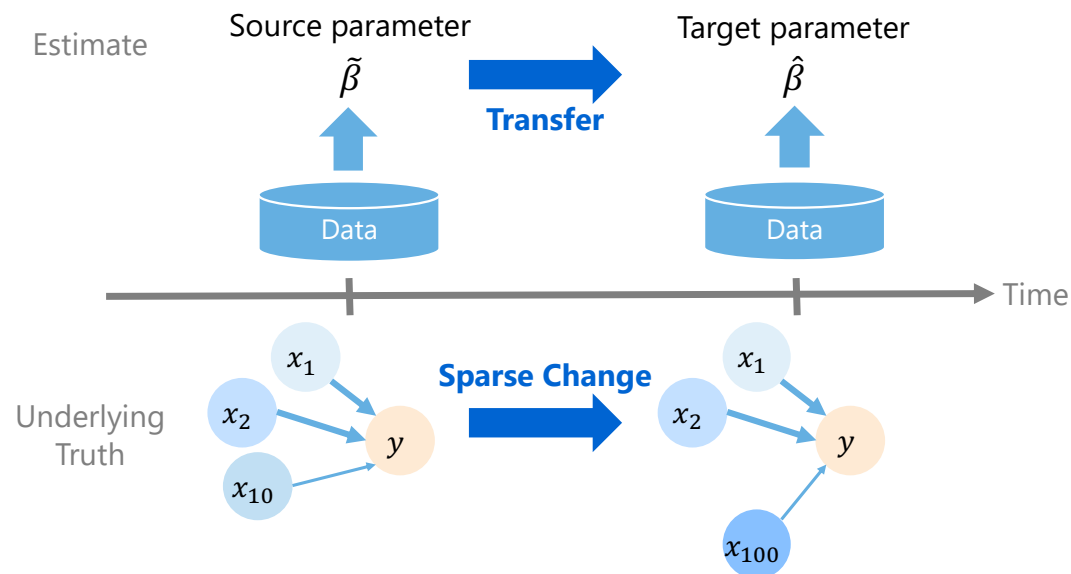 Estimate
Source parameter
Target parameter
β̃
β̂
Transfer
Data
Data
Time
Underlying
Truth
x₁
x₂
x₁₀
y
Sparse Change
x₁
x₂
x₁₀₀
y